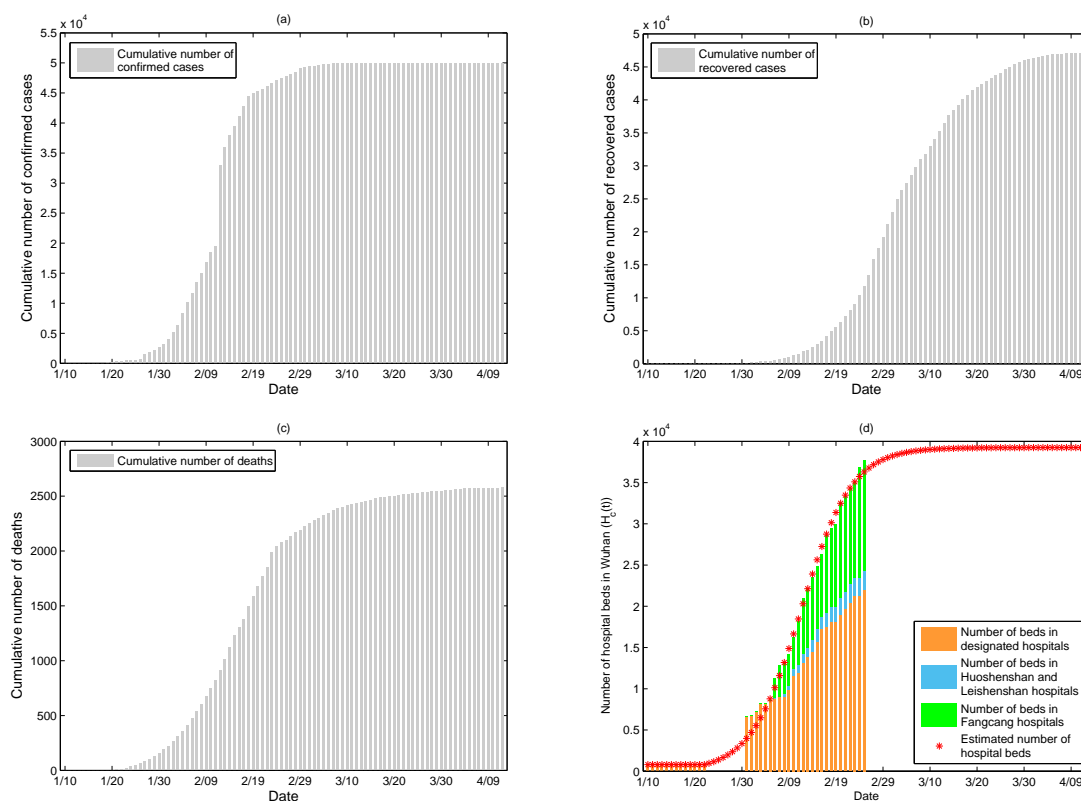 (a)
x 10^4
5.5
5
4.5
4
3.5
3
2.5
2
1.5
1
0.5
0
Cumulative number of confirmed cases
Cumulative number of
confirmed cases
1/10 1/20 1/30 2/09 2/19 2/29 3/10 3/20 3/30 4/09
Date
(b)
x 10^4
5
4.5
4
3.5
3
2.5
2
1.5
1
0.5
0
Cumulative number of recovered cases
Cumulative number of
recovered cases
1/10 1/20 1/30 2/09 2/19 2/29 3/10 3/20 3/30 4/09
Date
(c)
3000
2500
2000
1500
1000
500
0
Cumulative number of deaths
Cumulative number of deaths
1/10 1/20 1/30 2/09 2/19 2/29 3/10 3/20 3/30 4/09
Date
(d)
x 10^4
4
3.5
3
2.5
2
1.5
1
0.5
0
Number of hospital beds in Wuhan (H_c(t))
Number of beds in
designated hospitals
Number of beds in
Huoshenshan and
Leishenshan hospitals
Number of beds in
Fangcang hospitals
Estimated number of
hospital beds
1/10 1/20 1/30 2/09 2/19 2/29 3/10 3/20 3/30 4/09
Date